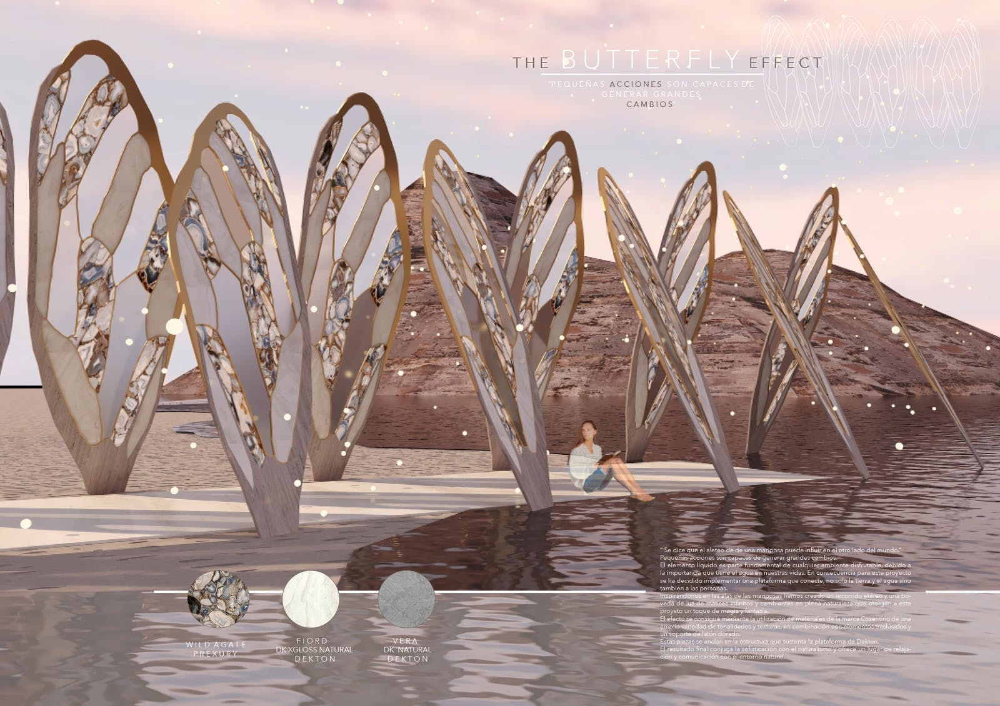 THE BUTTERFLY EFFECT
"PEQUEÑAS ACCIONES SON CAPACES DE
GENERAR GRANDES
CAMBIOS"
" Se dice que el aleteo de de una mariposa puede influir en el otro lado del mundo."
Pequeñas acciones son capaces de generar grandes cambios.
El elemento líquido es parte fundamental de cualquier ambiente disfrutable, debido a
la importancia que tiene el agua en nuestras vidas. En consecuencia para este proyecto
se ha decidido implementar una plataforma que conecte, no solo la tierra y el agua sino
también a las personas.
Inspirándonos en las alas de las mariposas hemos creado un recorrido etéreo y una bó-
veda de luz de matices infinitos y cambiantes en plena naturaleza que otorgan a este
proyecto un toque de magia y fantasía.
El efecto se consigue mediante la utilización de materiales de la marca Cosentino de una
amplia variedad de tonalidades y texturas, en combinación con elementos traslúcidos y
un soporte de latón dorado.
Estas piezas se anclan en la estructura que sustenta la plataforma de Dekton.
El resultado final conjuga la sofisticación con el naturalismo y ofrece un lugar de relaja-
ción y comunicación con el entorno natural.
WILD AGATE
PREXURY
FIORD
DK XGLOSS NATURAL
DEKTON
VERA
DK NATURAL
DEKTON